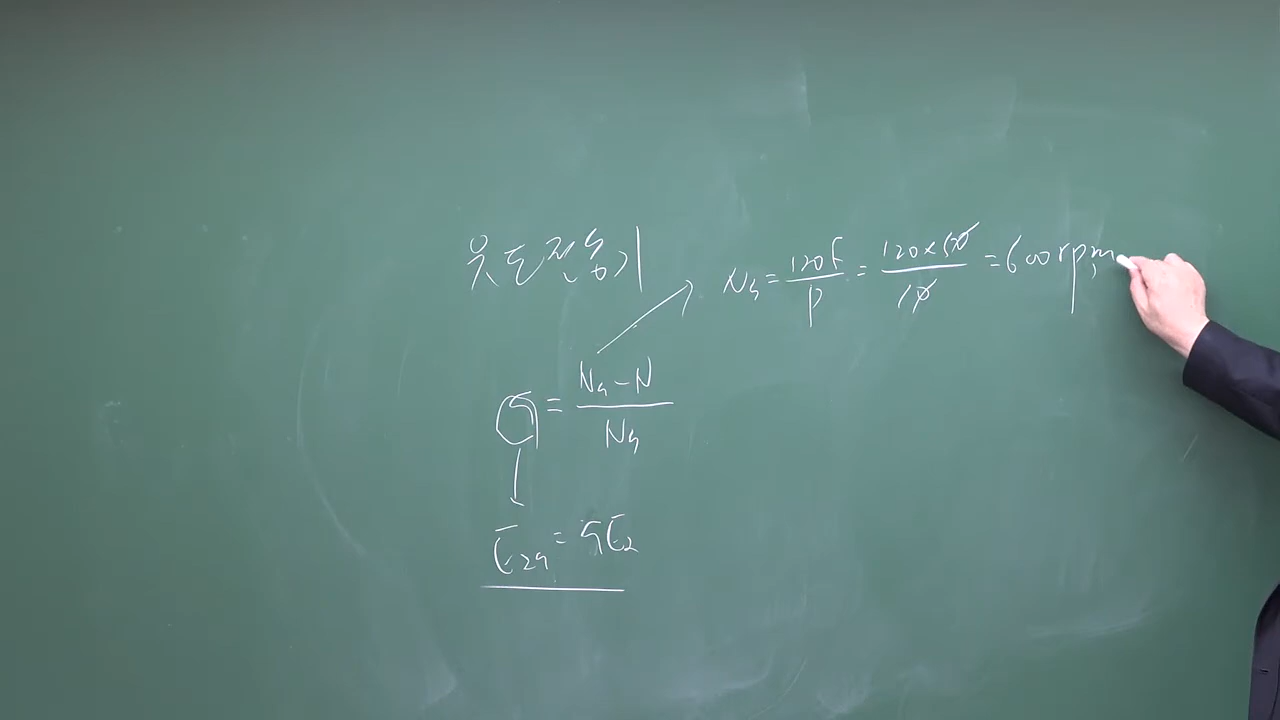 유도전동기
Ns = 120f/P = 120×50/10 = 600rpm
s = Ns-N/Ns
E2s = sE2